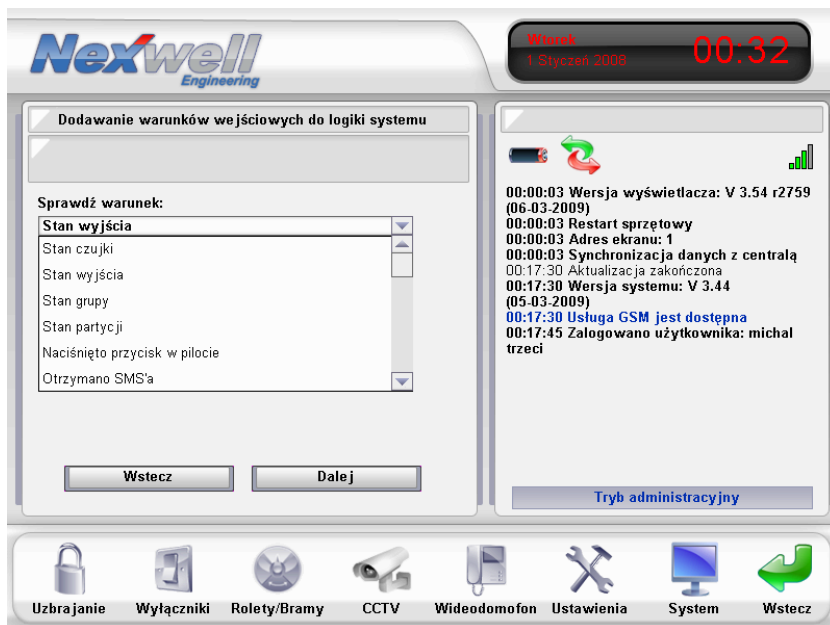 Nexwell
Engineering
Wtorek
1 Styczeń 2008
00:32
Dodawanie warunków wejściowych do logiki systemu
Sprawdź warunek:
Stan wyjścia
Stan czujki
Stan wyjścia
Stan grupy
Stan partycji
Naciśnięto przycisk w pilocie
Otrzymano SMS'a
Wstecz
Dalej
00:00:03 Wersja wyświetlacza: V 3.54 r2759
(06-03-2009)
00:00:03 Restart sprzętowy
00:00:03 Adres ekranu: 1
00:00:03 Synchronizacja danych z centralą
00:17:30 Aktualizacja zakończona
00:17:30 Wersja systemu: V 3.44
(05-03-2009)
00:17:30 Usługa GSM jest dostępna
00:17:45 Zalogowano użytkownika: michal
trzeci
Tryb administracyjny
Uzbrajanie
Wyłączniki
Rolety/Bramy
CCTV
Wideodomofon
Ustawienia
System
Wstecz